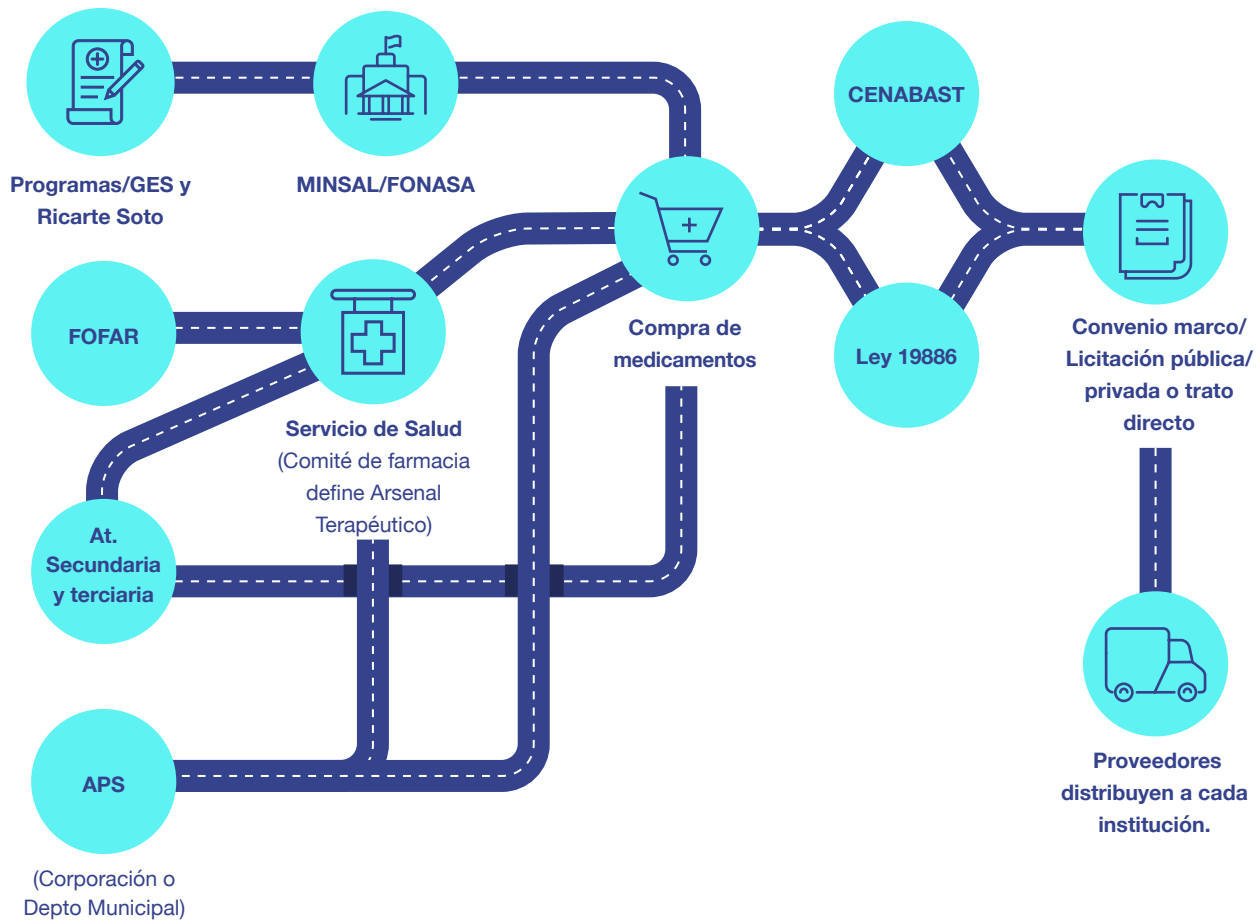 CENABAST
Programas/GES y
Ricarte Soto
MINSAL/FONASA
FOFAR
Compra de
medicamentos
Ley 19886
Convenio marco/
Licitación pública/
privada o trato
directo
Servicio de Salud
(Comité de farmacia
define Arsenal
Terapéutico)
At.
Secundaria
y terciaria
APS
(Corporación o
Depto Municipal)
Proveedores
distribuyen a cada
institución.